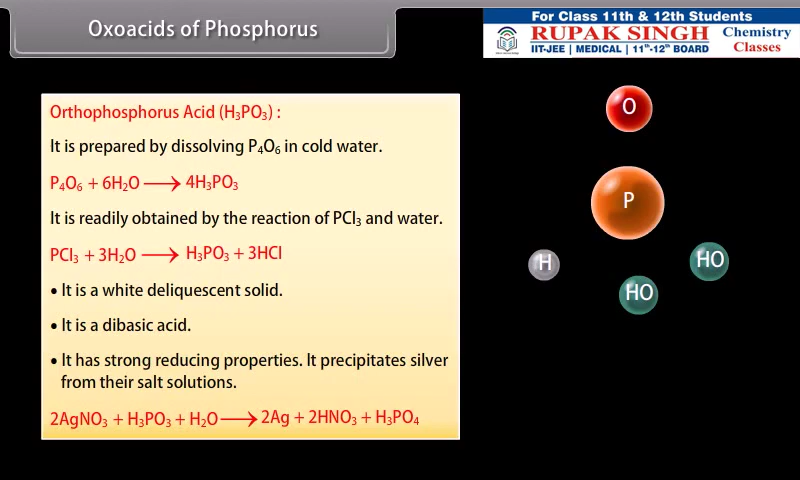 Oxoacids of Phosphorus
For Class 11th & 12th Students
RUPAK SINGH
IIT-JEE | MEDICAL | 11th-12th BOARD
Chemistry
Classes
Orthophosphorus Acid (H₃PO₃) :
It is prepared by dissolving P₄O₆ in cold water.
P₄O₆ + 6H₂O ⟶ 4H₃PO₃
It is readily obtained by the reaction of PCl₃ and water.
PCl₃ + 3H₂O ⟶ H₃PO₃ + 3HCl
• It is a white deliquescent solid.
• It is a dibasic acid.
• It has strong reducing properties. It precipitates silver
from their salt solutions.
2AgNO₃ + H₃PO₃ + H₂O ⟶ 2Ag + 2HNO₃ + H₃PO₄
O
P
H
HO
HO